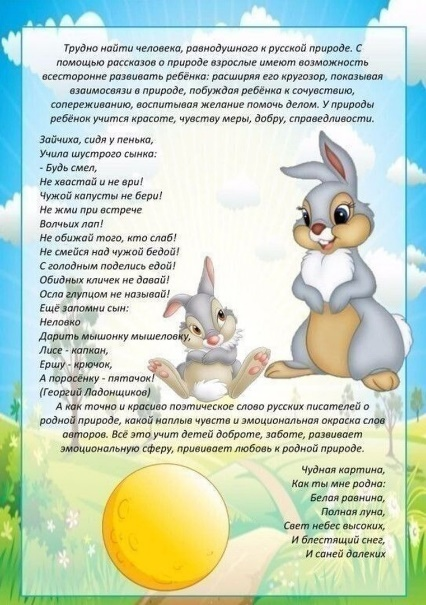 Трудно найти человека, равнодушного к русской природе. С
помощью рассказов о природе взрослые имеют возможность
всесторонне развивать ребёнка: расширяя его кругозор, показывая
взаимосвязи в природе, побуждая ребёнка к сочувствию,
сопереживанию, воспитывая желание помочь делом. У природы
ребёнок учится красоте, чувству меры, добру, справедливости.
Зайчиха, сидя у пенька,
Учила шустрого сынка:
- Будь смел,
Не хвастай и не ври!
Чужой капусты не бери!
Не жми при встрече
Волчьих лап!
Не обижай того, кто слаб!
Не смейся над чужой бедой!
С голодным поделись едой!
Обидных кличек не давай!
Осла глупцом не называй!
Ещё запомни сын:
Неловко
Дарить мышонку мышеловку,
Лисе - капкан,
Ершу - крючок,
А поросёнку - пятачок!
(Георгий Ладонщиков)
А как точно и красиво поэтическое слово русских писателей о
родной природе, какой наплыв чувств и эмоциональная окраска слов
авторов. Всё это учит детей доброте, заботе, развивает
эмоциональную сферу, прививает любовь к родной природе.
Чудная картина,
Как ты мне родна:
Белая равнина,
Полная луна,
Свет небес высоких,
И блестящий снег,
И саней далеких